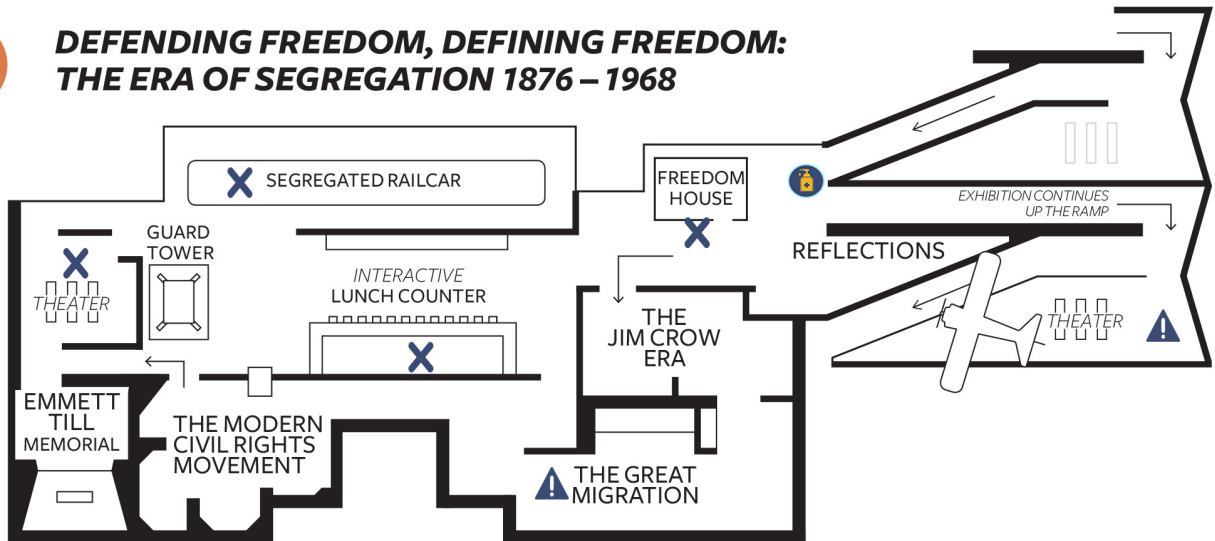 DEFENDING FREEDOM, DEFINING FREEDOM:
THE ERA OF SEGREGATION 1876 – 1968
SEGREGATED RAILCAR
FREEDOM
HOUSE
EXHIBITION CONTINUES
UP THE RAMP
GUARD
TOWER
THEATER
INTERACTIVE
LUNCH COUNTER
REFLECTIONS
THE
JIM CROW
ERA
THEATER
EMMETT
TILL
MEMORIAL
THE MODERN
CIVIL RIGHTS
MOVEMENT
THE GREAT
MIGRATION